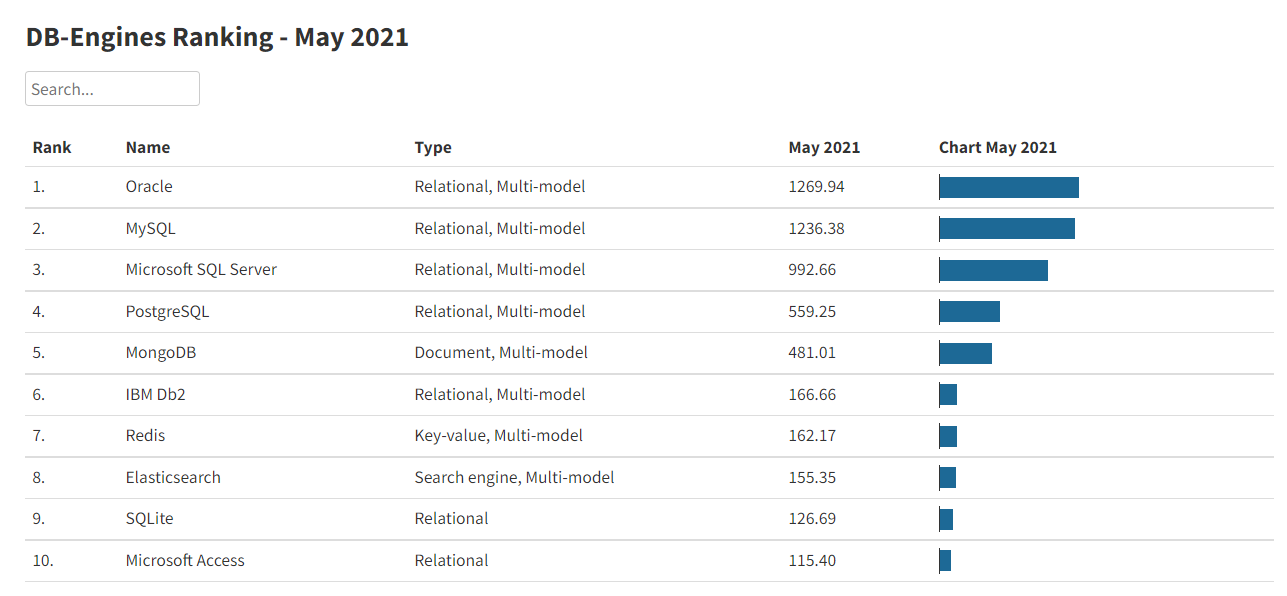 DB-Engines Ranking - May 2021
Search...
Rank Name Type May 2021 Chart May 2021
1. Oracle Relational, Multi-model 1269.94
2. MySQL Relational, Multi-model 1236.38
3. Microsoft SQL Server Relational, Multi-model 992.66
4. PostgreSQL Relational, Multi-model 559.25
5. MongoDB Document, Multi-model 481.01
6. IBM Db2 Relational, Multi-model 166.66
7. Redis Key-value, Multi-model 162.17
8. Elasticsearch Search engine, Multi-model 155.35
9. SQLite Relational 126.69
10. Microsoft Access Relational 115.40